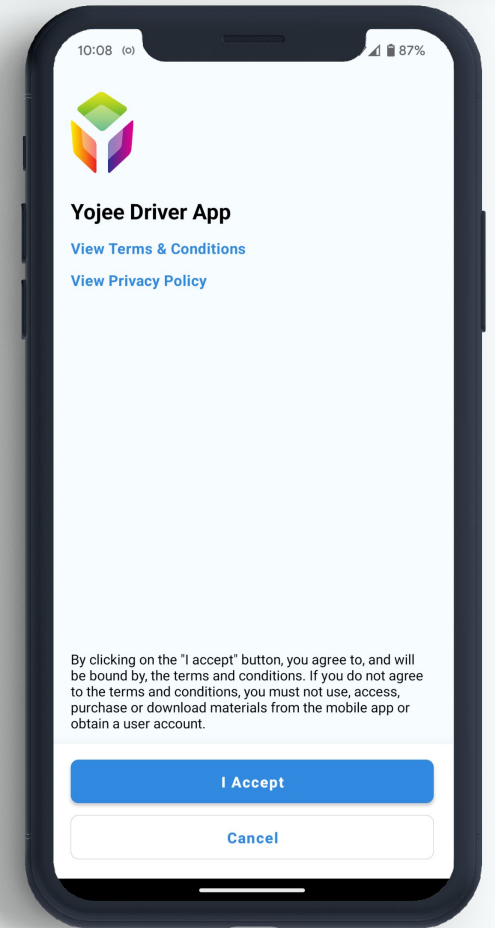 10:08
87%
Yojee Driver App
View Terms & Conditions
View Privacy Policy
By clicking on the "I accept" button, you agree to, and will
be bound by, the terms and conditions. If you do not agree
to the terms and conditions, you must not use, access,
purchase or download materials from the mobile app or
obtain a user account.
I Accept
Cancel